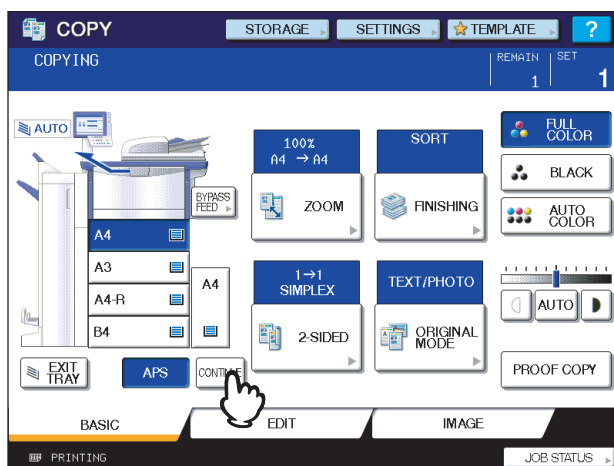 COPY
STORAGE
SETTINGS
TEMPLATE
?
COPYING
REMAIN
SET
1
1
AUTO
BYPASS
FEED
A4
A3
A4-R
B4
A4
EXIT
TRAY
APS
100%
A4 → A4
ZOOM
SORT
FINISHING
1→1
SIMPLEX
2-SIDED
TEXT/PHOTO
ORIGINAL
MODE
FULL
COLOR
BLACK
AUTO
COLOR
AUTO
PROOF COPY
BASIC
EDIT
IMAGE
PRINTING
JOB STATUS